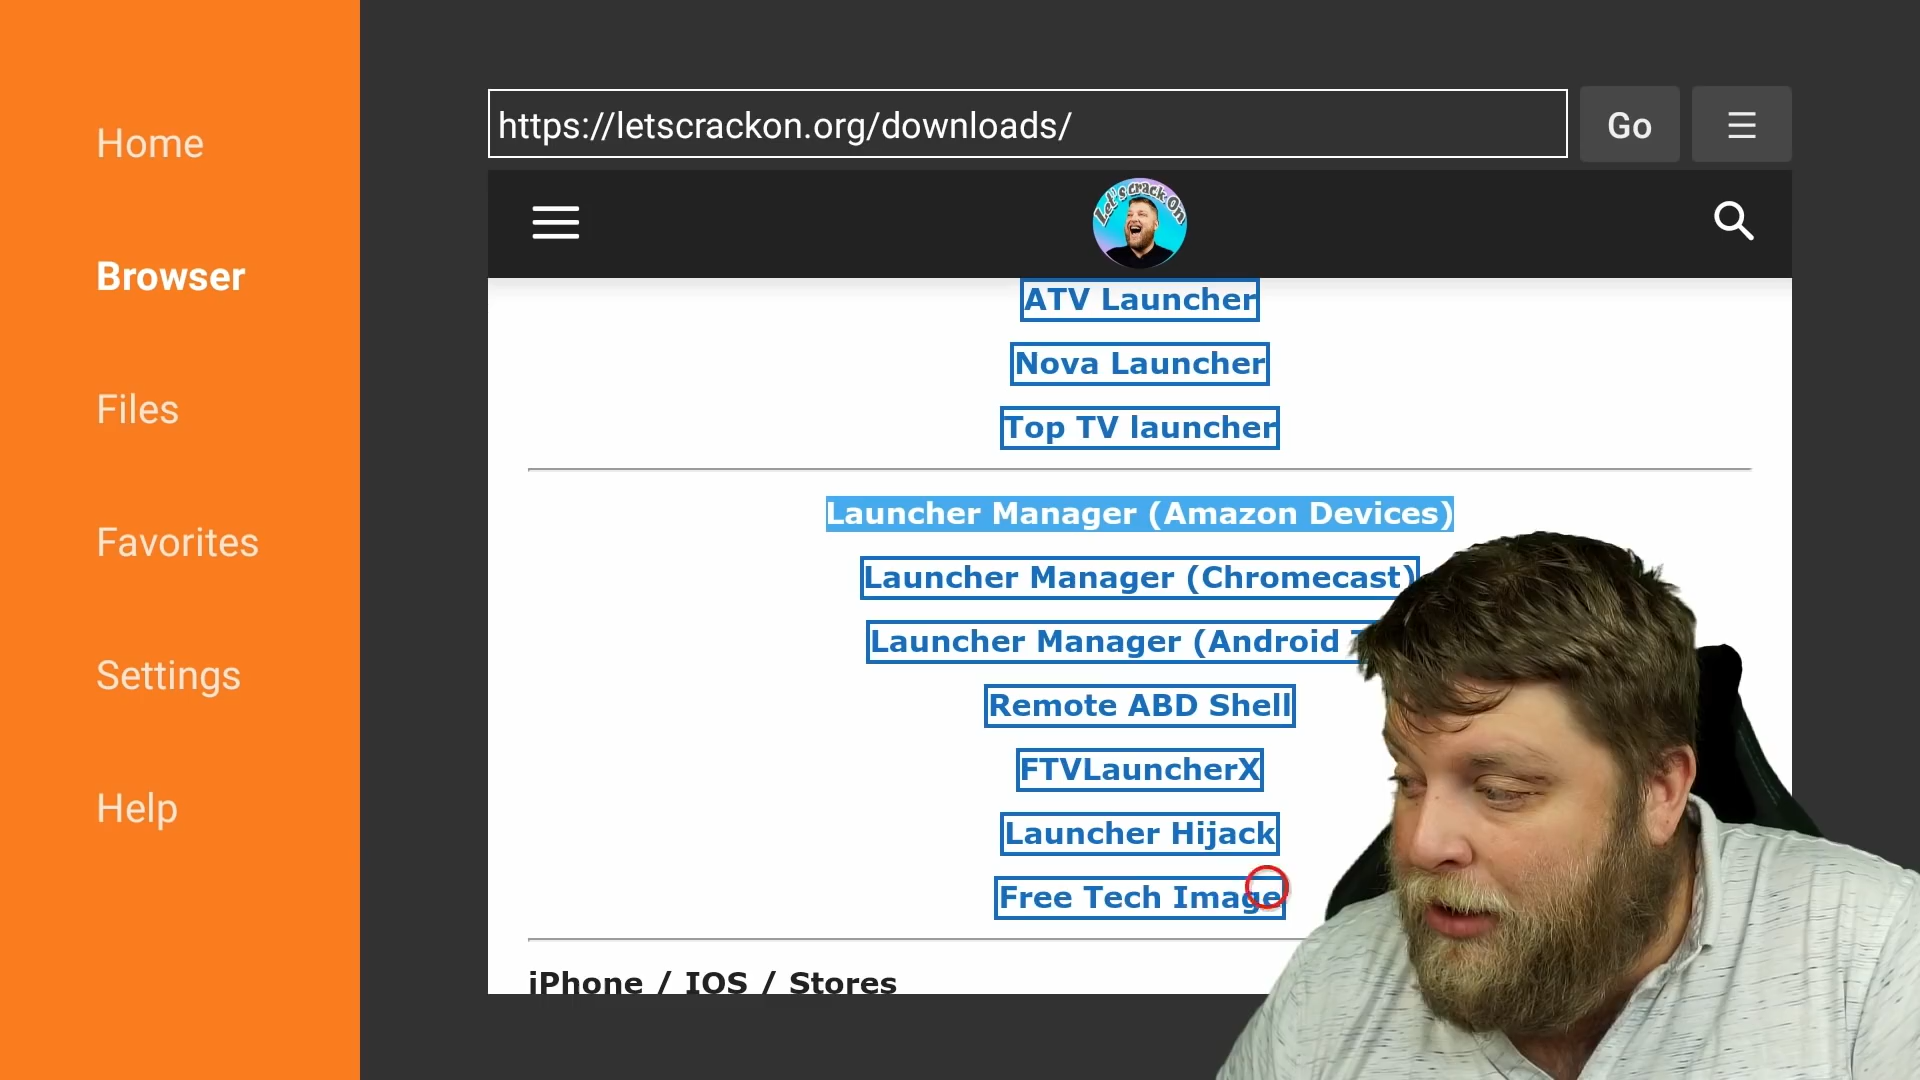 Home
Browser
Files
Favorites
Settings
Help
https://letscrackon.org/downloads/
Go
Let's crack On
ATV Launcher
Nova Launcher
Top TV launcher
Launcher Manager (Amazon Devices)
Launcher Manager (Chromecast)
Launcher Manager (Android
Remote ABD Shell
FTVLauncherX
Launcher Hijack
Free Tech Image
iPhone / IOS / Stores